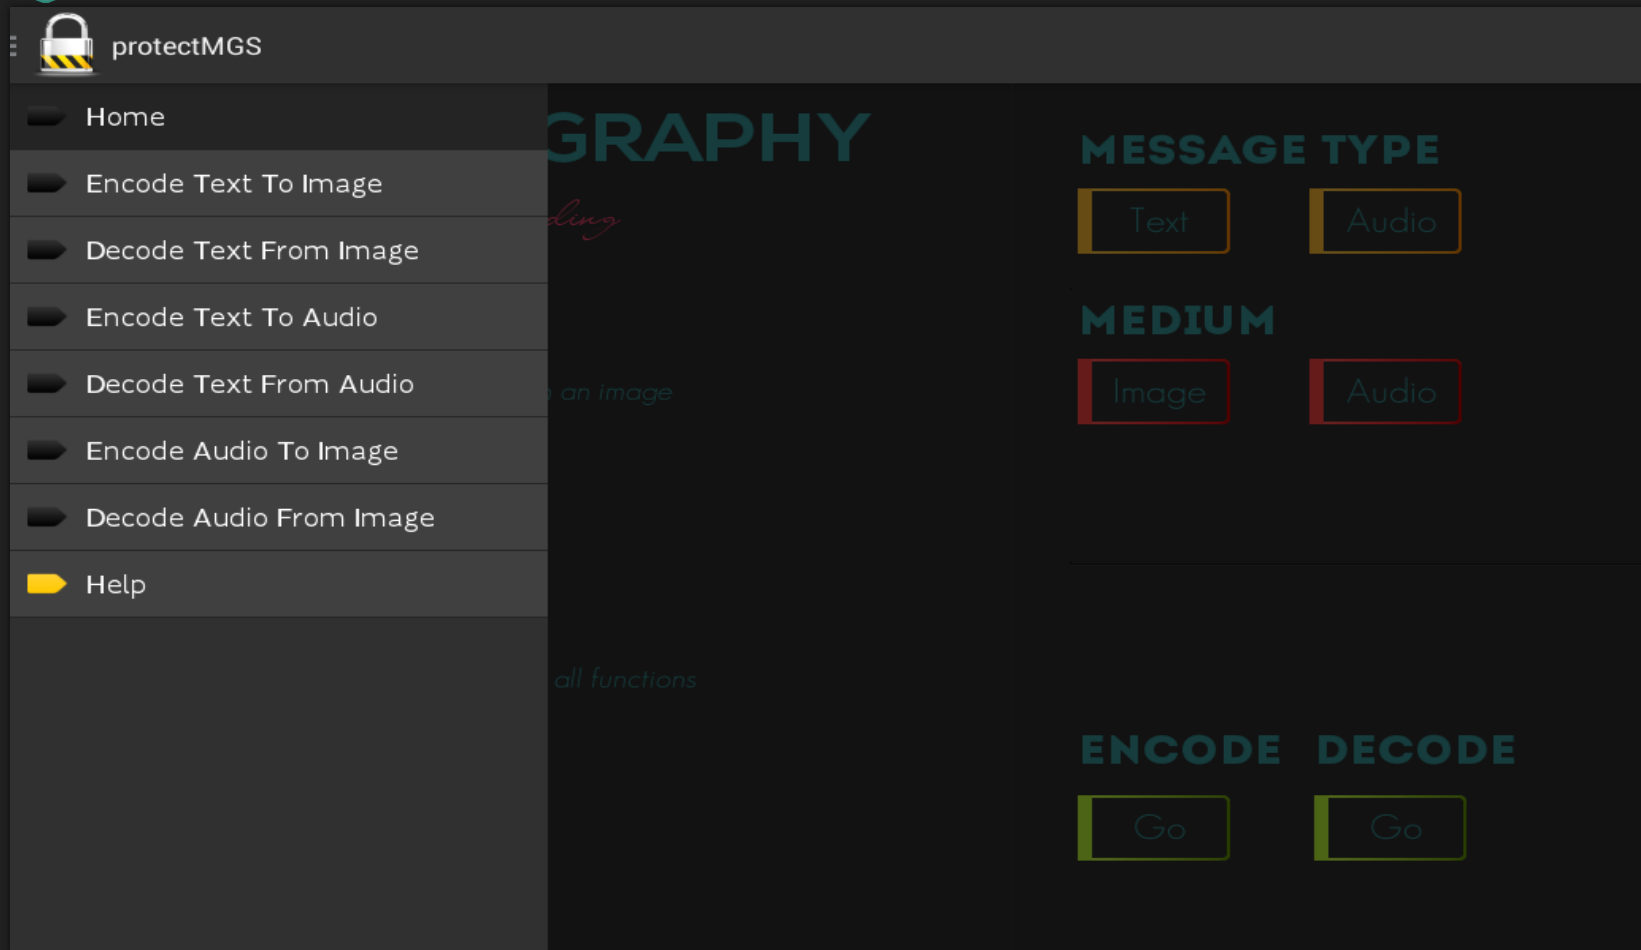 protectMGS
Home
Encode Text To Image
Decode Text From Image
Encode Text To Audio
Decode Text From Audio
Encode Audio To Image
Decode Audio From Image
Help
GRAPHY
ding
an image
all functions
MESSAGE TYPE
Text Audio
MEDIUM
Image Audio
ENCODE DECODE
Go Go